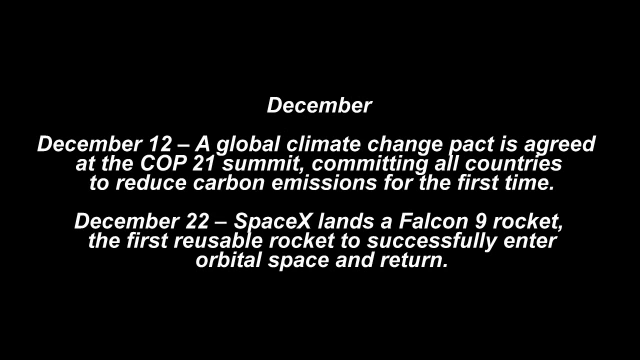 December
December 12 – A global climate change pact is agreed
at the COP 21 summit, committing all countries
to reduce carbon emissions for the first time.
December 22 – SpaceX lands a Falcon 9 rocket,
the first reusable rocket to successfully enter
orbital space and return.